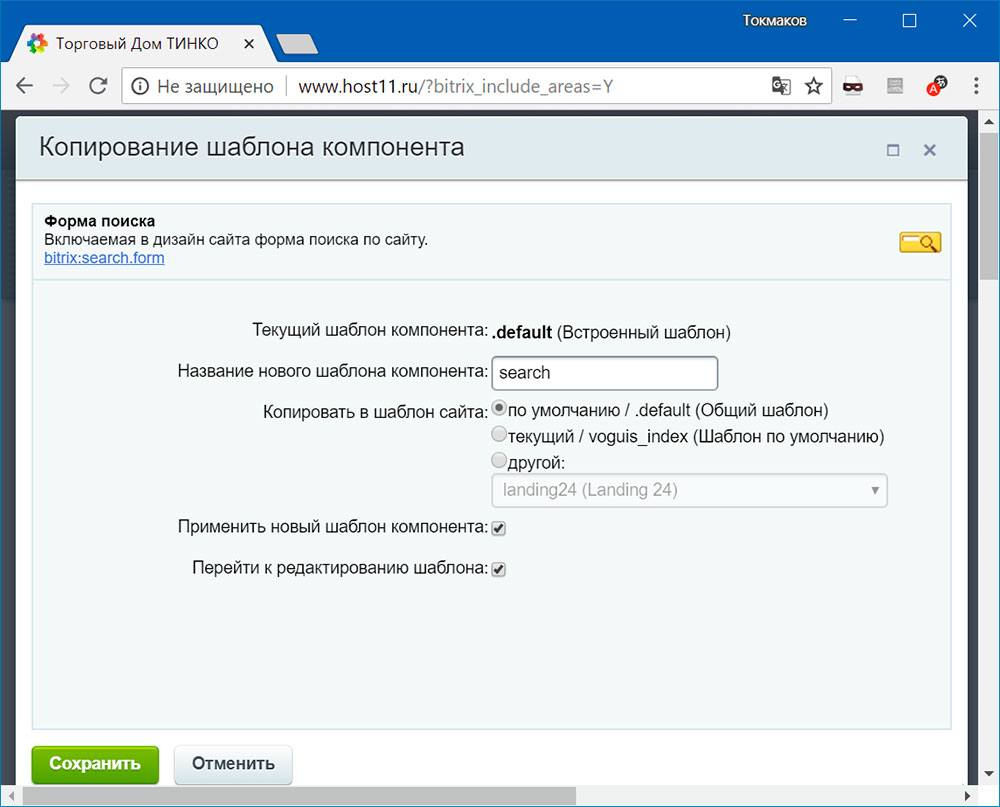 Токмаков
Торговый Дом ТИНКО
Не защищено www.host11.ru/?bitrix_include_areas=Y
Копирование шаблона компонента
Форма поиска
Включаемая в дизайн сайта форма поиска по сайту.
bitrix:search.form
Текущий шаблон компонента: .default (Встроенный шаблон)
Название нового шаблона компонента: search
Копировать в шаблон сайта: по умолчанию / .default (Общий шаблон)
текущий / voguis_index (Шаблон по умолчанию)
другой:
landing24 (Landing 24)
Применить новый шаблон компонента:
Перейти к редактированию шаблона:
Сохранить Отменить